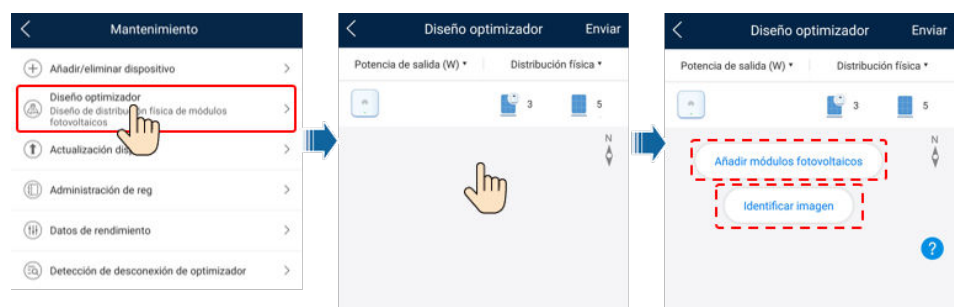 Mantenimiento
Añadir/eliminar dispositivo
Diseño optimizador
Diseño de distribución física de módulos
fotovoltaicos
Actualización
Administración de reg
Datos de rendimiento
Detección de desconexión de optimizador
Diseño optimizador Enviar
Potencia de salida (W) Distribución física
3 5
N
Diseño optimizador Enviar
Potencia de salida (W) Distribución física
3 5
N
Añadir módulos fotovoltaicos
Identificar imagen
?